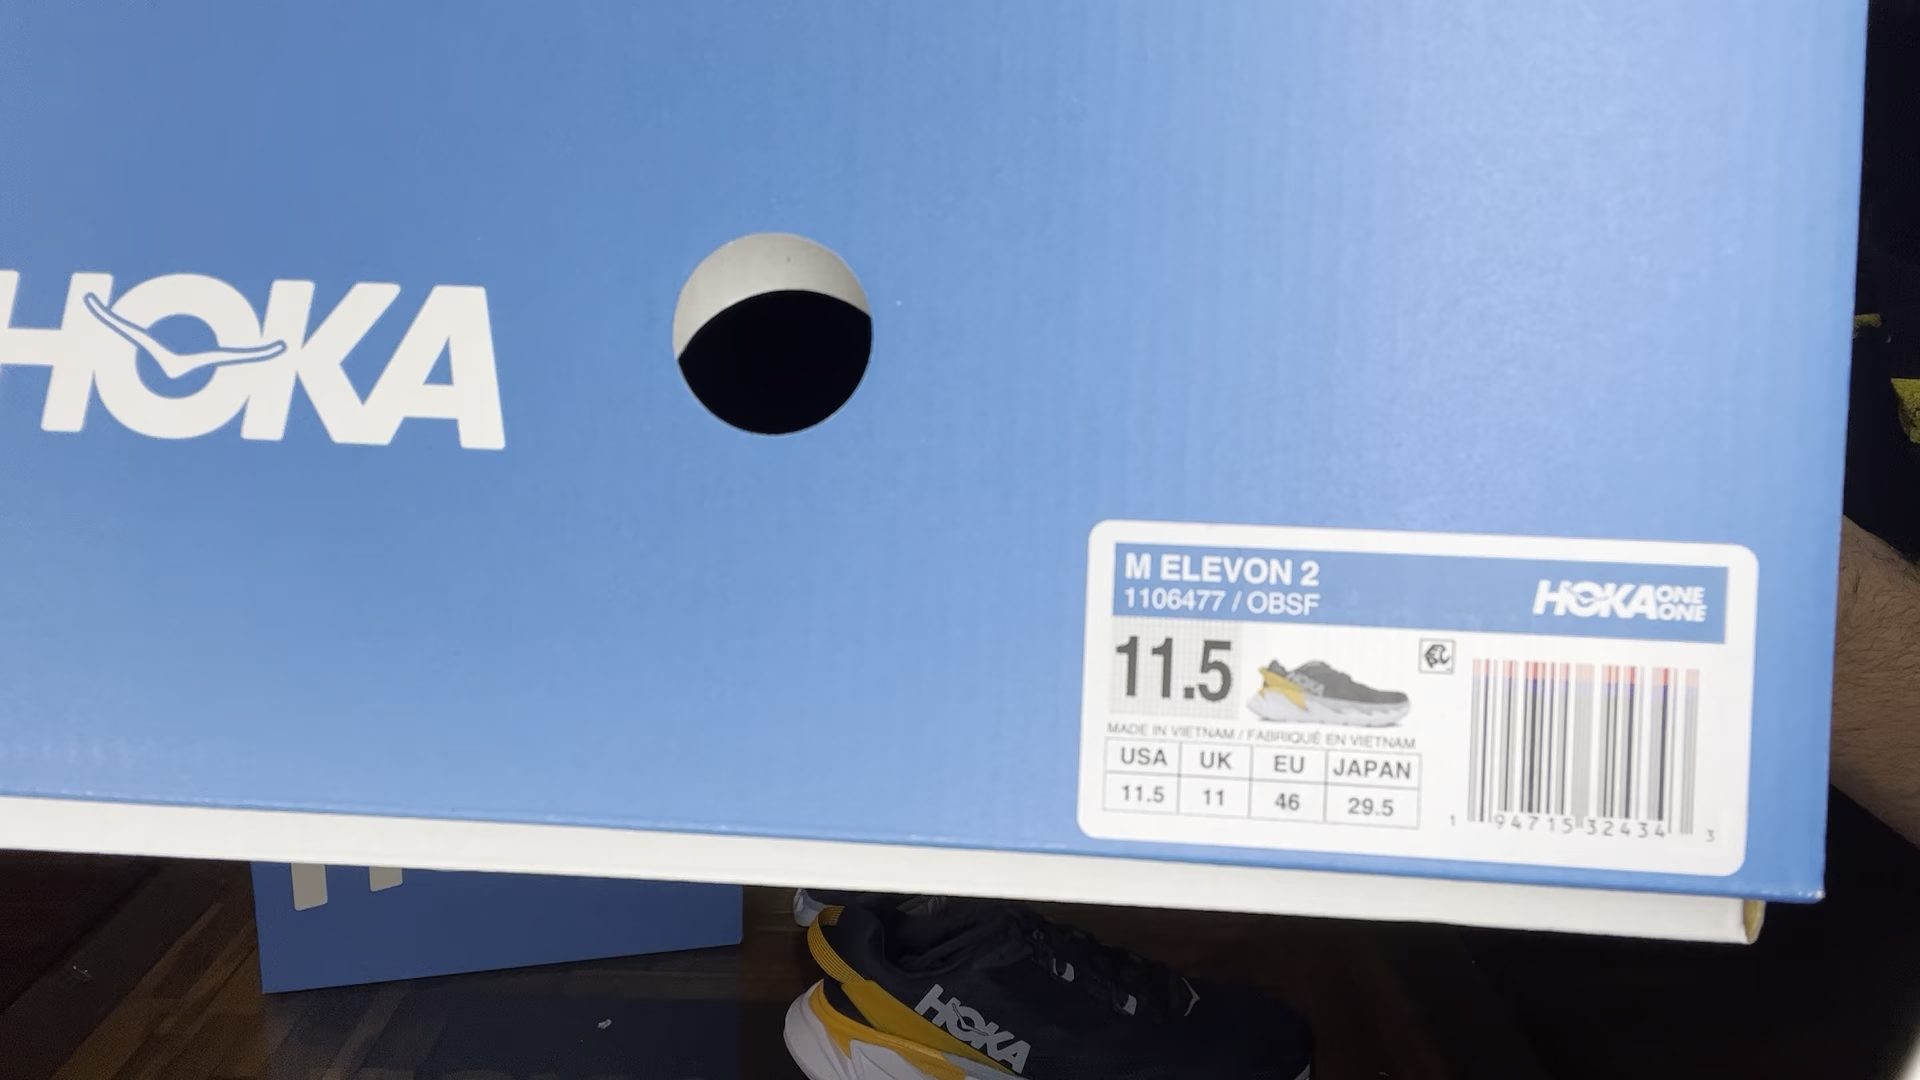 HOKA
M ELEVON 2
1106477 / OBSF
HOKA ONE ONE
11.5
MADE IN VIETNAM / FABRIQUÉ EN VIETNAM
USA UK EU JAPAN
11.5 11 46 29.5
1 94715 32434 3
HOKA